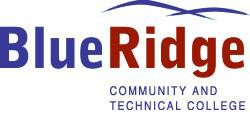 BlueRidge
COMMUNITY AND
TECHNICAL COLLEGE